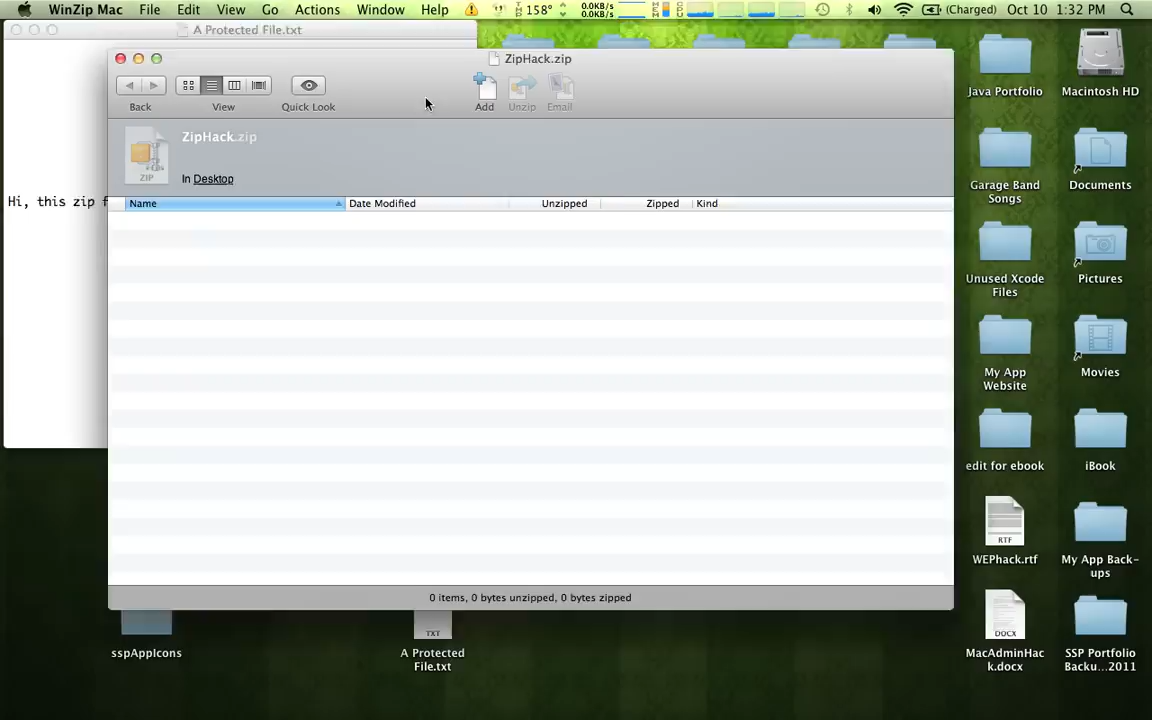 WinZip Mac File Edit View Go Actions Window Help 158° 0.0KB/s 0.0KB/s (Charged) Oct 10 1:32 PM
A Protected File.txt
ZipHack.zip
Back View Quick Look Add Unzip Email
ZipHack.zip
ZIP
In Desktop
Name Date Modified Unzipped Zipped Kind
Hi, this zip f
0 items, 0 bytes unzipped, 0 bytes zipped
sspAppIcons
TXT
A Protected
File.txt
Java Portfolio
Macintosh HD
Garage Band
Songs
Documents
Unused Xcode
Files
Pictures
My App
Website
Movies
edit for ebook
iBook
RTF
WEPhack.rtf
My App Back-
ups
DOCX
MacAdminHac
k.docx
SSP Portfolio
Backu...2011